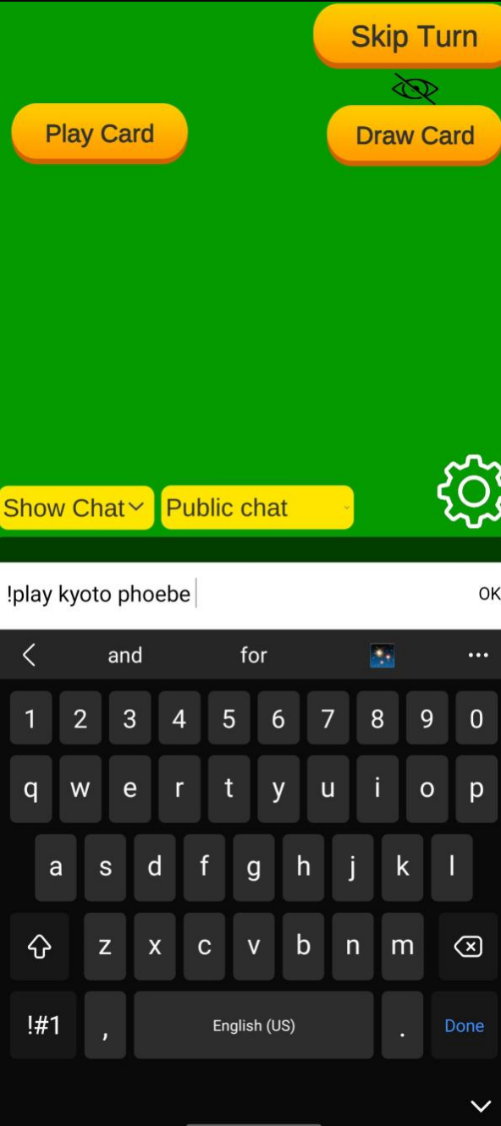 Skip Turn
Play Card
Draw Card
Show Chat
Public chat
!play kyoto phoebe
OK
and for
1 2 3 4 5 6 7 8 9 0
q w e r t y u i o p
a s d f g h j k l
z x c v b n m
!#1 , English (US) . Done